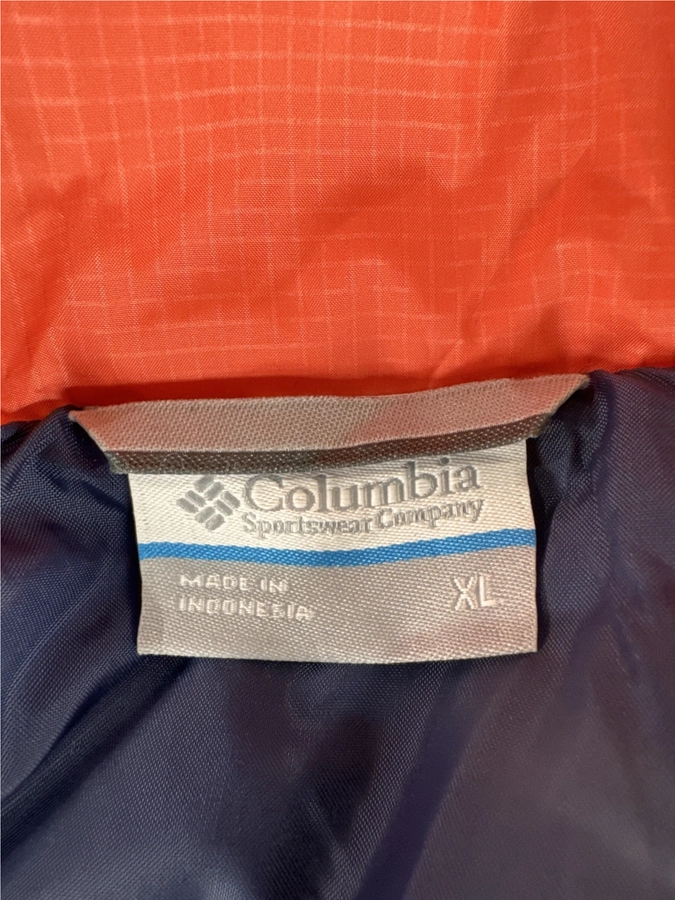 Columbia
Sportswear Company
MADE IN
INDONESIA
XL